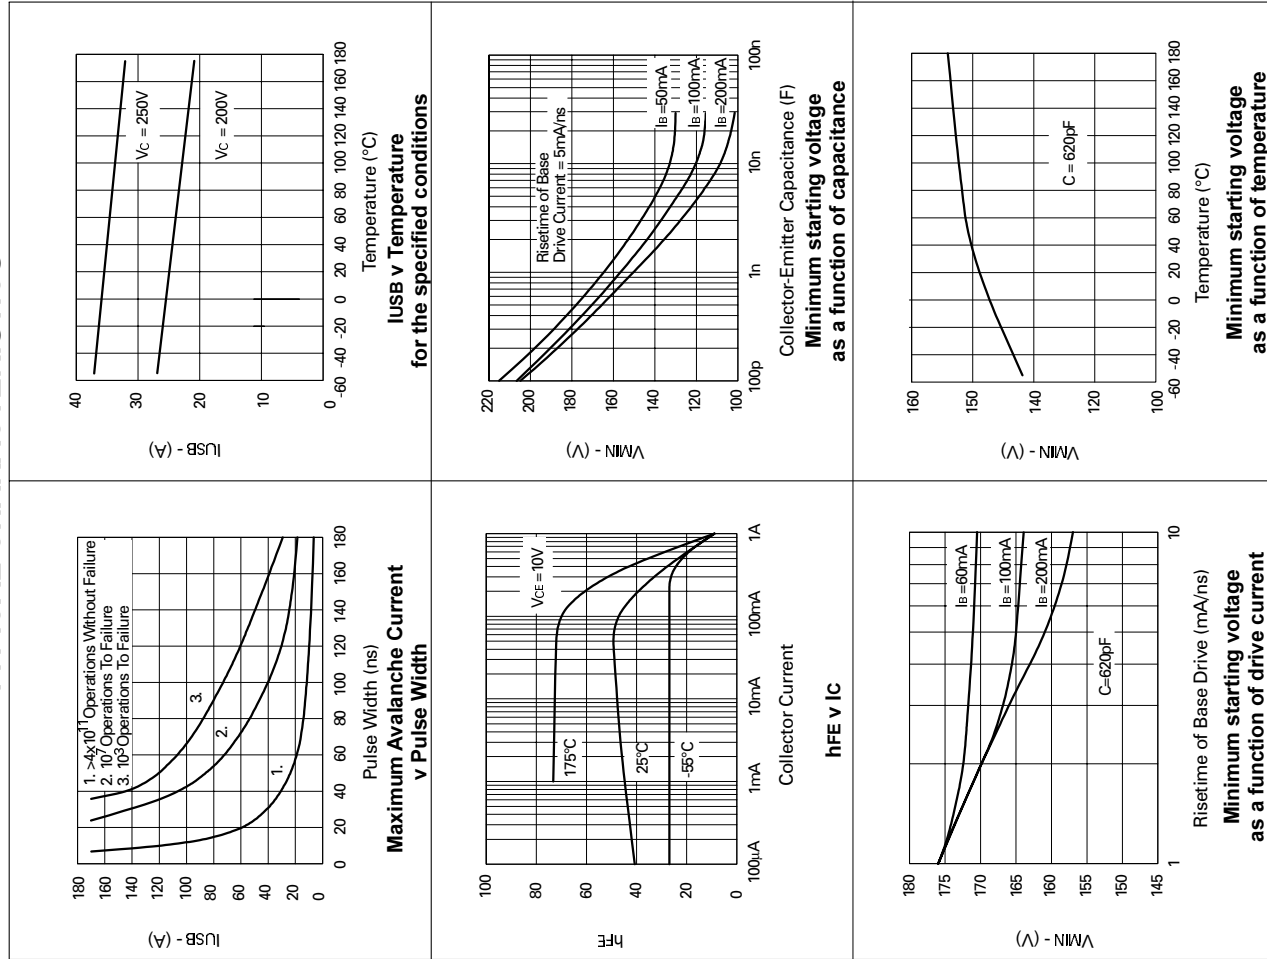 180
160
140
120
100
80
60
40
20
0
IUSB - (A)
1. >4x10¹¹ Operations Without Failure
2. 10⁷ Operations To Failure
3. 10³ Operations To Failure
3.
2.
1.
0 20 40 60 80 100 120 140 160 180
Pulse Width (ns)
Maximum Avalanche Current
v Pulse Width
40
30
20
10
0
IUSB - (A)
VC = 250V
VC = 200V
-60 -40 -20 0 20 40 60 80 100 120 140 160 180
Temperature (°C)
IUSB v Temperature
for the specified conditions
100
80
60
40
20
0
hFE
VCE=10V
175°C
25°C
-55°C
100µA 1mA 10mA 100mA 1A
Collector Current
hFE v IC
220
200
180
160
140
120
100
VMIN - (V)
Risetime of Base
Drive Current = 5mA/ns
IB=50mA
IB=100mA
IB=200mA
100p 1n 10n 100n
Collector-Emitter Capacitance (F)
Minimum starting voltage
as a function of capacitance
180
175
170
165
160
155
150
145
VMIN - (V)
IB=60mA
IB=100mA
IB=200mA
C=620pF
1 10
Risetime of Base Drive (mA/ns)
Minimum starting voltage
as a function of drive current
160
150
140
120
100
VMIN - (V)
C = 620pF
-60 -40 -20 0 20 40 60 80 100 120 140 160 180
Temperature (°C)
Minimum starting voltage
as a function of temperature